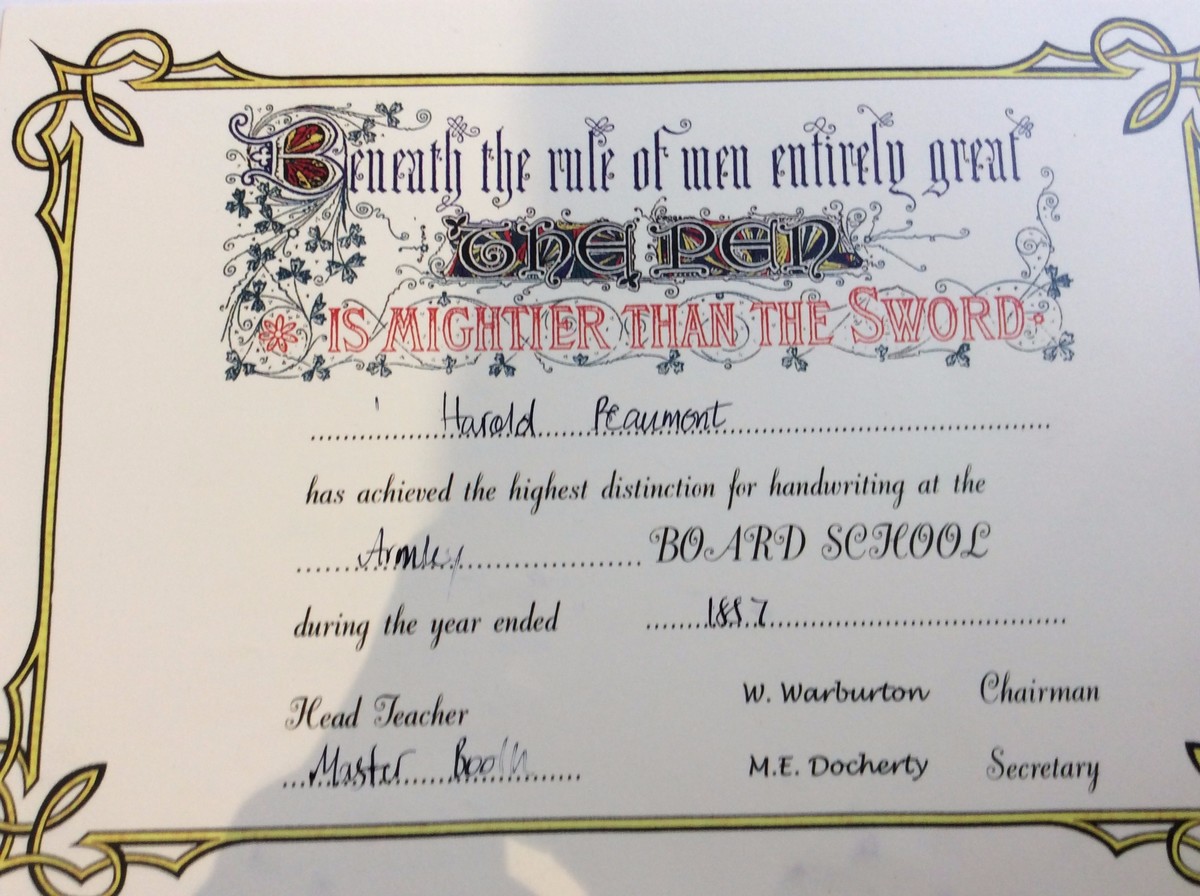 Beneath the rule of men entirely great
THE PEN
IS MIGHTIER THAN THE SWORD
Harold Beaumont
has achieved the highest distinction for handwriting at the
Armley BOARD SCHOOL
during the year ended 1887
Head Teacher
W. Warburton Chairman
Master Booth
M.E. Docherty Secretary